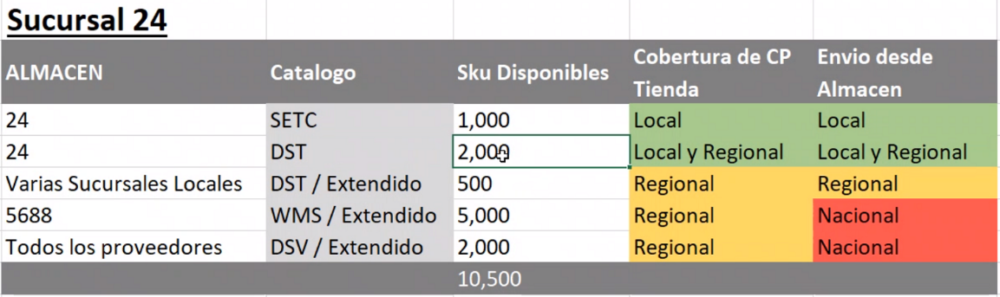 Sucursal 24
ALMACEN Catalogo Sku Disponibles Cobertura de CP Tienda Envio desde Almacen
24 SETC 1,000 Local Local
24 DST 2,000 Local y Regional Local y Regional
Varias Sucursales Locales DST / Extendido 500 Regional Regional
5688 WMS / Extendido 5,000 Regional Nacional
Todos los proveedores DSV / Extendido 2,000 Regional Nacional
10,500